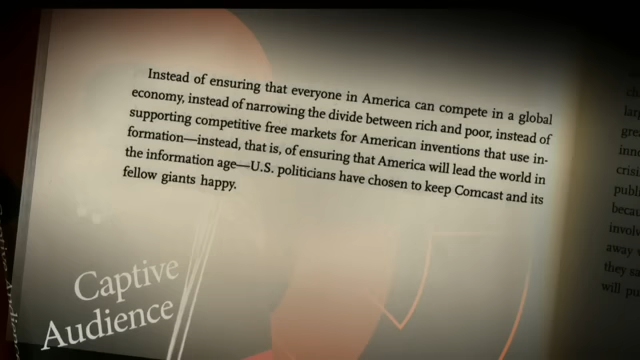 Instead of ensuring that everyone in America can compete in a global
economy, instead of narrowing the divide between rich and poor, instead of
supporting competitive free markets for American inventions that use in-
formation—instead, that is, of ensuring that America will lead the world in
the information age—U.S. politicians have chosen to keep Comcast and its
fellow giants happy.
Captive
Audience